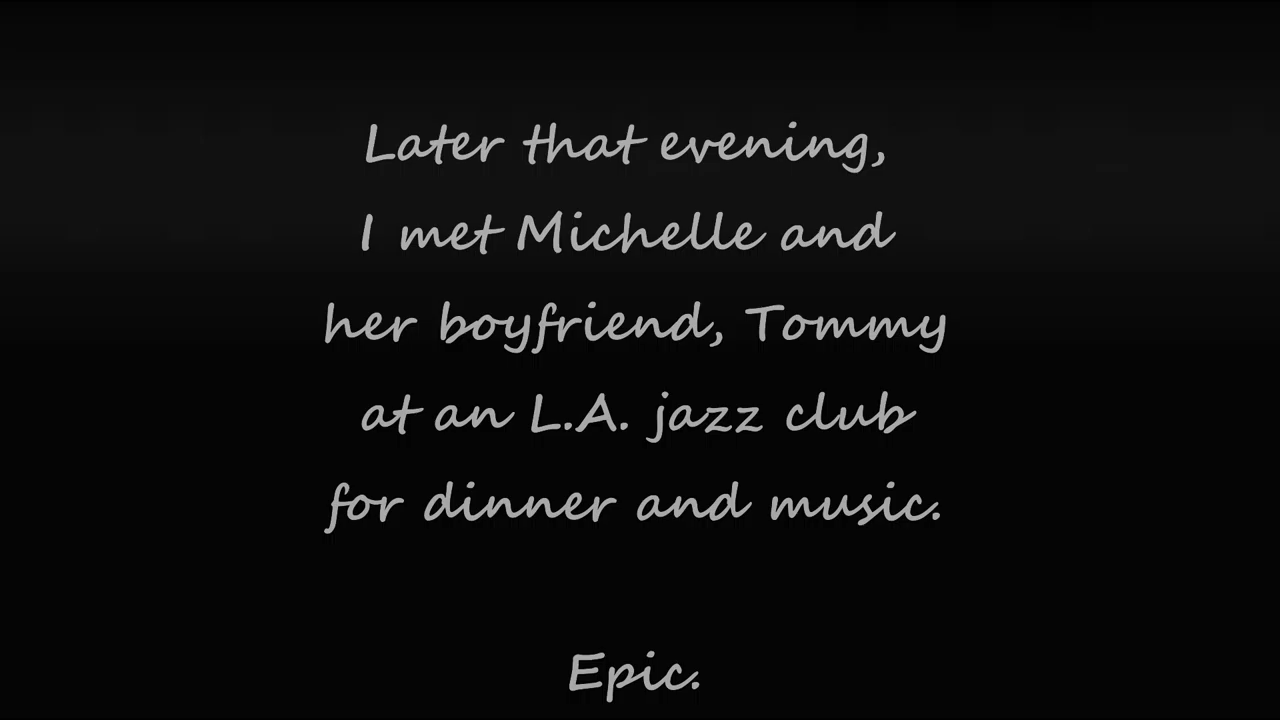 Later that evening,
I met Michelle and
her boyfriend, Tommy
at an L.A. jazz club
for dinner and music.
Epic.